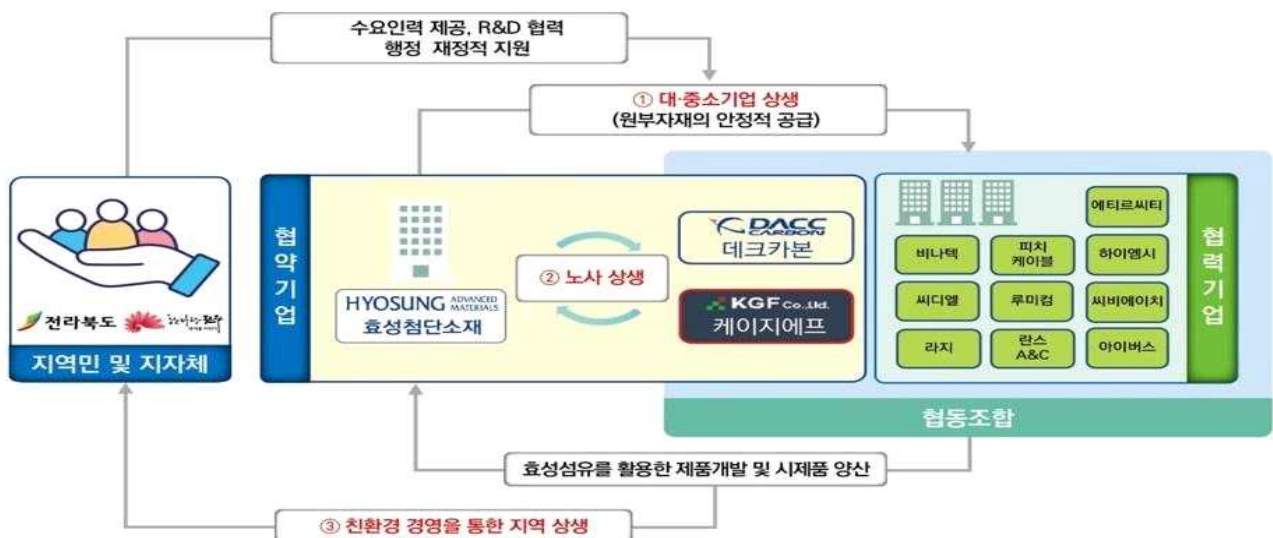 수요인력 제공, R&D 협력
행정 재정적 지원
① 대·중소기업 상생
(원부자재의 안정적 공급)
전라북도
지역민 및 지자체
협약기업
HYOSUNG ADVANCED MATERIALS
효성첨단소재
② 노사 상생
DACC CARBON
데크카본
KGF Co.,Ltd.
케이지에프
에티르씨티
비나텍
피치 케이블
하이엠시
씨디엘
루미컴
씨비에이치
라지
란스 A&C
아이버스
협력기업
협동조합
효성섬유를 활용한 제품개발 및 시제품 양산
③ 친환경 경영을 통한 지역 상생